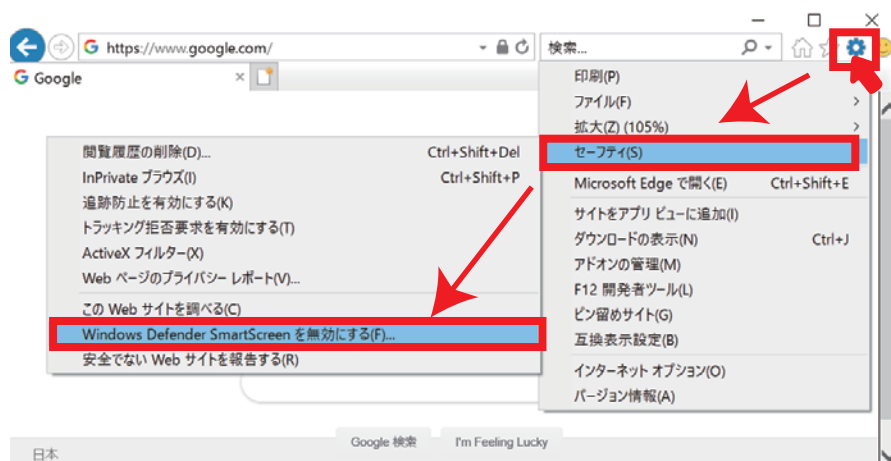 https://www.google.com/
検索...
Google
印刷(P)
ファイル(F)
拡大(Z) (105%)
セーフティ(S)
Microsoft Edge で開く(E) Ctrl+Shift+E
サイトをアプリ ビューに追加(I)
ダウンロードの表示(N) Ctrl+J
アドオンの管理(M)
F12 開発者ツール(L)
ピン留めサイト(G)
互換表示設定(B)
インターネット オプション(O)
バージョン情報(A)
閲覧履歴の削除(D)... Ctrl+Shift+Del
InPrivate ブラウズ(I) Ctrl+Shift+P
追跡防止を有効にする(K)
トラッキング拒否要求を有効にする(T)
ActiveX フィルター(X)
Web ページのプライバシー レポート(V)...
この Web サイトを調べる(C)
Windows Defender SmartScreen を無効にする(F)...
安全でない Web サイトを報告する(R)
Google 検索 I'm Feeling Lucky
日本